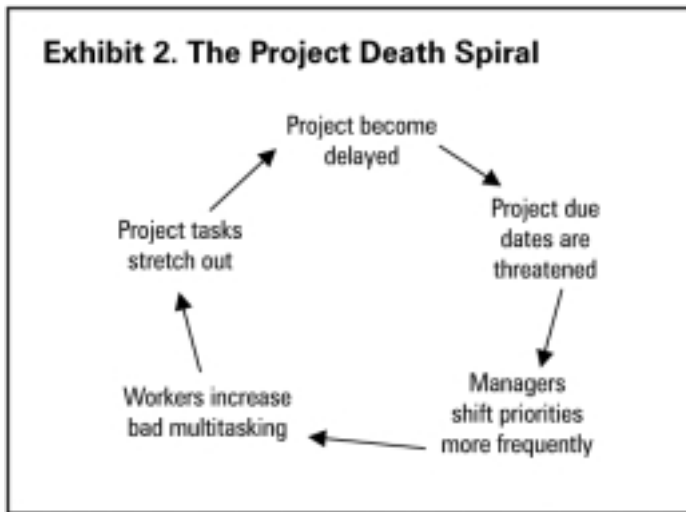 Exhibit 2. The Project Death Spiral
Project become
delayed
Project due
dates are
threatened
Managers
shift priorities
more frequently
Workers increase
bad multitasking
Project tasks
stretch out